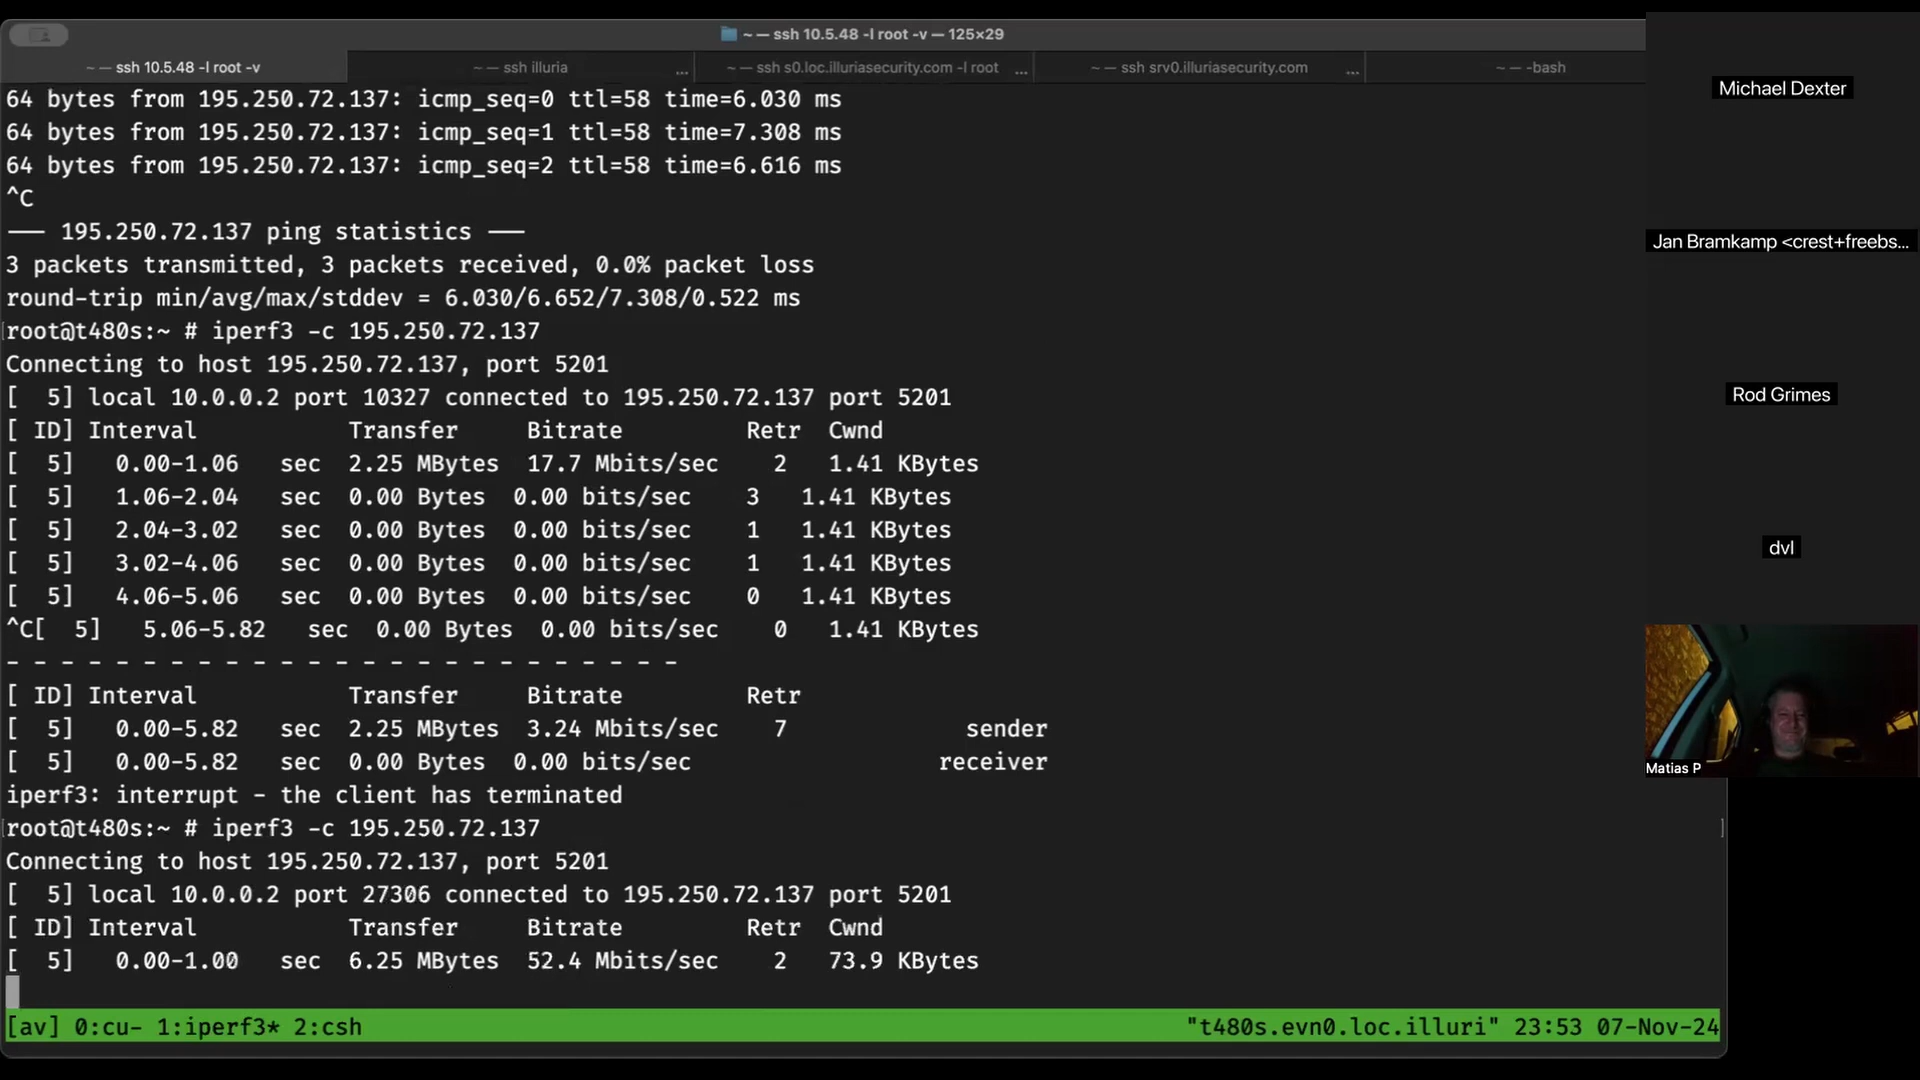 ~ — ssh 10.5.48 -l root -v — 125×29
~ — ssh 10.5.48 -l root -v
~ — ssh illuria ...
~ — ssh s0.loc.illuriasecurity.com -l root ...
~ — ssh srv0.illuriasecurity.com ...
~ — -bash
64 bytes from 195.250.72.137: icmp_seq=0 ttl=58 time=6.030 ms
64 bytes from 195.250.72.137: icmp_seq=1 ttl=58 time=7.308 ms
64 bytes from 195.250.72.137: icmp_seq=2 ttl=58 time=6.616 ms
^C
--- 195.250.72.137 ping statistics ---
3 packets transmitted, 3 packets received, 0.0% packet loss
round-trip min/avg/max/stddev = 6.030/6.652/7.308/0.522 ms
[root@t480s:~ # iperf3 -c 195.250.72.137
Connecting to host 195.250.72.137, port 5201
[  5] local 10.0.0.2 port 10327 connected to 195.250.72.137 port 5201
[ ID] Interval           Transfer     Bitrate         Retr  Cwnd
[  5]   0.00-1.06   sec  2.25 MBytes  17.7 Mbits/sec    2   1.41 KBytes
[  5]   1.06-2.04   sec  0.00 Bytes  0.00 bits/sec    3   1.41 KBytes
[  5]   2.04-3.02   sec  0.00 Bytes  0.00 bits/sec    1   1.41 KBytes
[  5]   3.02-4.06   sec  0.00 Bytes  0.00 bits/sec    1   1.41 KBytes
[  5]   4.06-5.06   sec  0.00 Bytes  0.00 bits/sec    0   1.41 KBytes
^C[  5]   5.06-5.82   sec  0.00 Bytes  0.00 bits/sec    0   1.41 KBytes
- - - - - - - - - - - - - - - - - - - - - - - - -
[ ID] Interval           Transfer     Bitrate         Retr
[  5]   0.00-5.82   sec  2.25 MBytes  3.24 Mbits/sec    7             sender
[  5]   0.00-5.82   sec  0.00 Bytes  0.00 bits/sec                  receiver
iperf3: interrupt - the client has terminated
[root@t480s:~ # iperf3 -c 195.250.72.137 ]
Connecting to host 195.250.72.137, port 5201
[  5] local 10.0.0.2 port 27306 connected to 195.250.72.137 port 5201
[ ID] Interval           Transfer     Bitrate         Retr  Cwnd
[  5]   0.00-1.00   sec  6.25 MBytes  52.4 Mbits/sec    2   73.9 KBytes
[av] 0:cu- 1:iperf3* 2:csh "t480s.evn0.loc.illuri" 23:53 07-Nov-24
Michael Dexter
Jan Bramkamp <crest+freebs...
Rod Grimes
dvl
Matias P